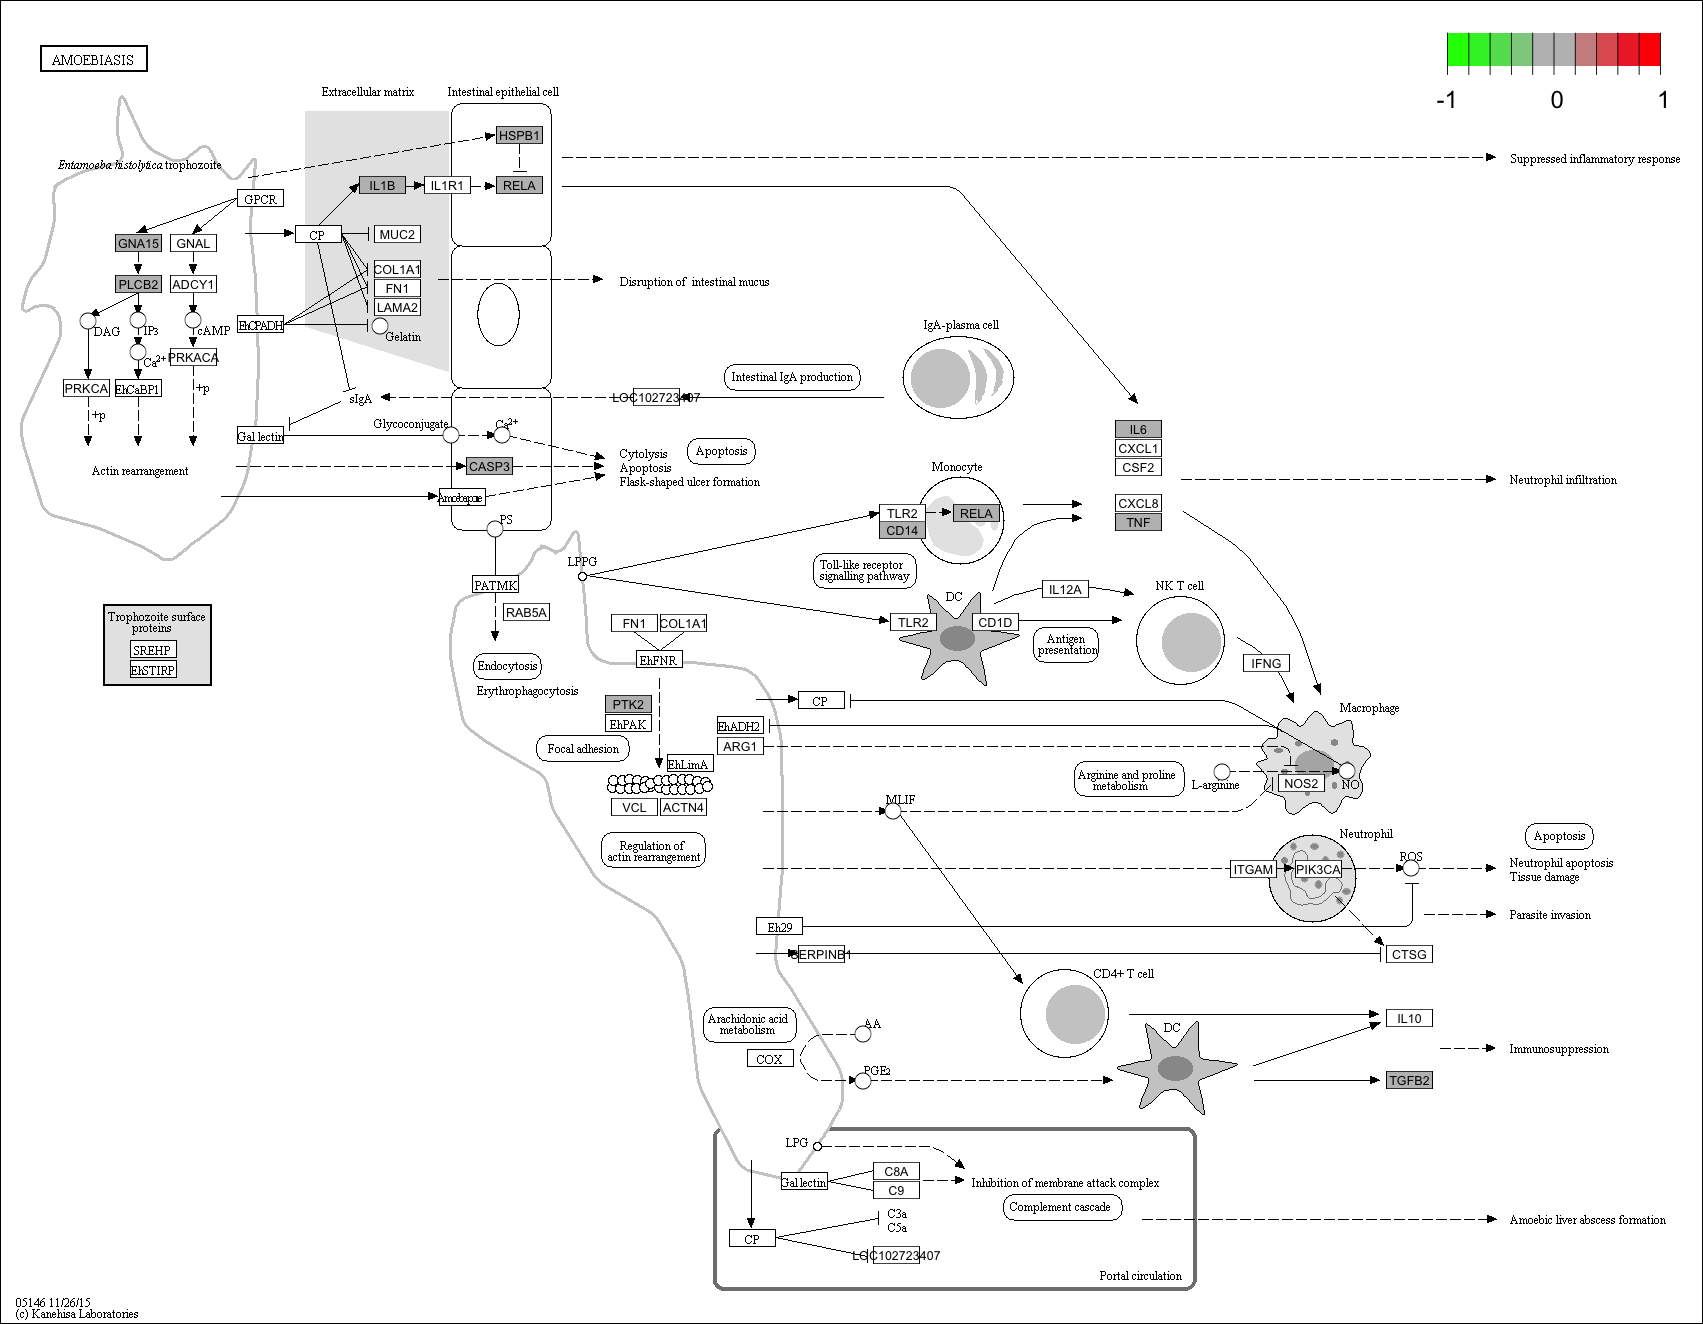 AMOEBIASIS
-1
0
1
Extracellular matrix
Intestinal epithelial cell
HSPB1
Entamoeba histolytica trophozoite
Suppressed inflammatory response
IL1B
IL1R1
RELA
GPCR
CP
MUC2
GNA15
GNAL
COL1A1
FN1
LAMA2
Disruption of intestinal mucus
PLCB2
ADCY1
DAG
IP3
cAMP
EhCPADH
Gelatin
IgA-plasma cell
Ca2+
PRKACA
Intestinal IgA production
PRKCA
EhCaBP1
+p
+p
sIgA
LOC102723407
Glycoconjugate
Ca2+
Gal lectin
IL6
CXCL1
CSF2
Cytolysis
Apoptosis
Flask-shaped ulcer formation
Apoptosis
Actin rearrangement
CASP3
Monocyte
Neutrophil infiltration
Amoebapore
TLR2
CD14
RELA
CXCL8
TNF
PS
LPPG
Toll-like receptor
signalling pathway
PATMK
RAB5A
DC
IL12A
NK T cell
Trophozoite surface
proteins
SREHP
EhSTIRP
FN1
COL1A1
TLR2
CD1D
Antigen
presentation
Endocytosis
EhFNR
IFNG
Erythrophagocytosis
PTK2
EhPAK
CP
Macrophage
EhADH2
ARG1
Focal adhesion
EhLimA
Arginine and proline
metabolism
L-arginine
NOS2
NO
VCL
ACTN4
MLIF
Regulation of
actin rearrangement
Neutrophil
Apoptosis
ITGAM
PIK3CA
ROS
Neutrophil apoptosis
Tissue damage
Eh29
Parasite invasion
SERPINB1
CTSG
CD4+ T cell
Arachidonic acid
metabolism
AA
DC
IL10
COX
PGE2
Immunosuppression
TGFB2
LPG
Gal lectin
C8A
C9
Inhibition of membrane attack complex
Complement cascade
C3a
C5a
Amoebic liver abscess formation
CP
LOC102723407
Portal circulation
05146 11/26/15
(c) Kanehisa Laboratories